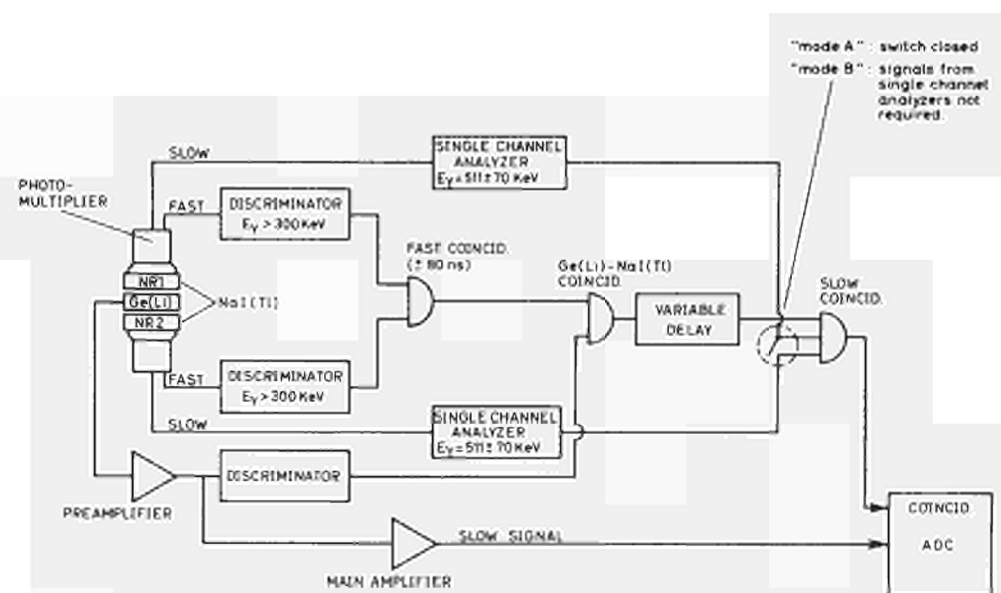 "mode A" : switch closed
"mode B" : signals from
single channel
analyzers not
required.
SLOW
SINGLE CHANNEL
ANALYZER
Eγ=511±70 KeV
PHOTO-
MULTIPLIER
FAST
DISCRIMINATOR
Eγ > 300 KeV
FAST COINCID.
(± 80 ns)
Ge(Li)-NaI(Tl)
COINCID.
SLOW
COINCID.
NR1
Ge(Li)
NaI(Tl)
NR2
VARIABLE
DELAY
FAST
DISCRIMINATOR
Eγ > 300 KeV
SLOW
SINGLE CHANNEL
ANALYZER
Eγ=511±70 KeV
DISCRIMINATOR
PREAMPLIFIER
COINCID.
ADC
SLOW SIGNAL
MAIN AMPLIFIER